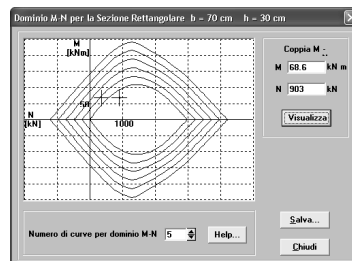 Dominio M-N per la Sezione Rettangolare b = 70 cm h = 30 cm
M
[kNm]
58
N
[kN]
1000
Coppia M -
M 68.6 kN m
N 903 kN
Visualizza
Numero di curve per dominio M-N 5 Help...
Salva...
Chiudi